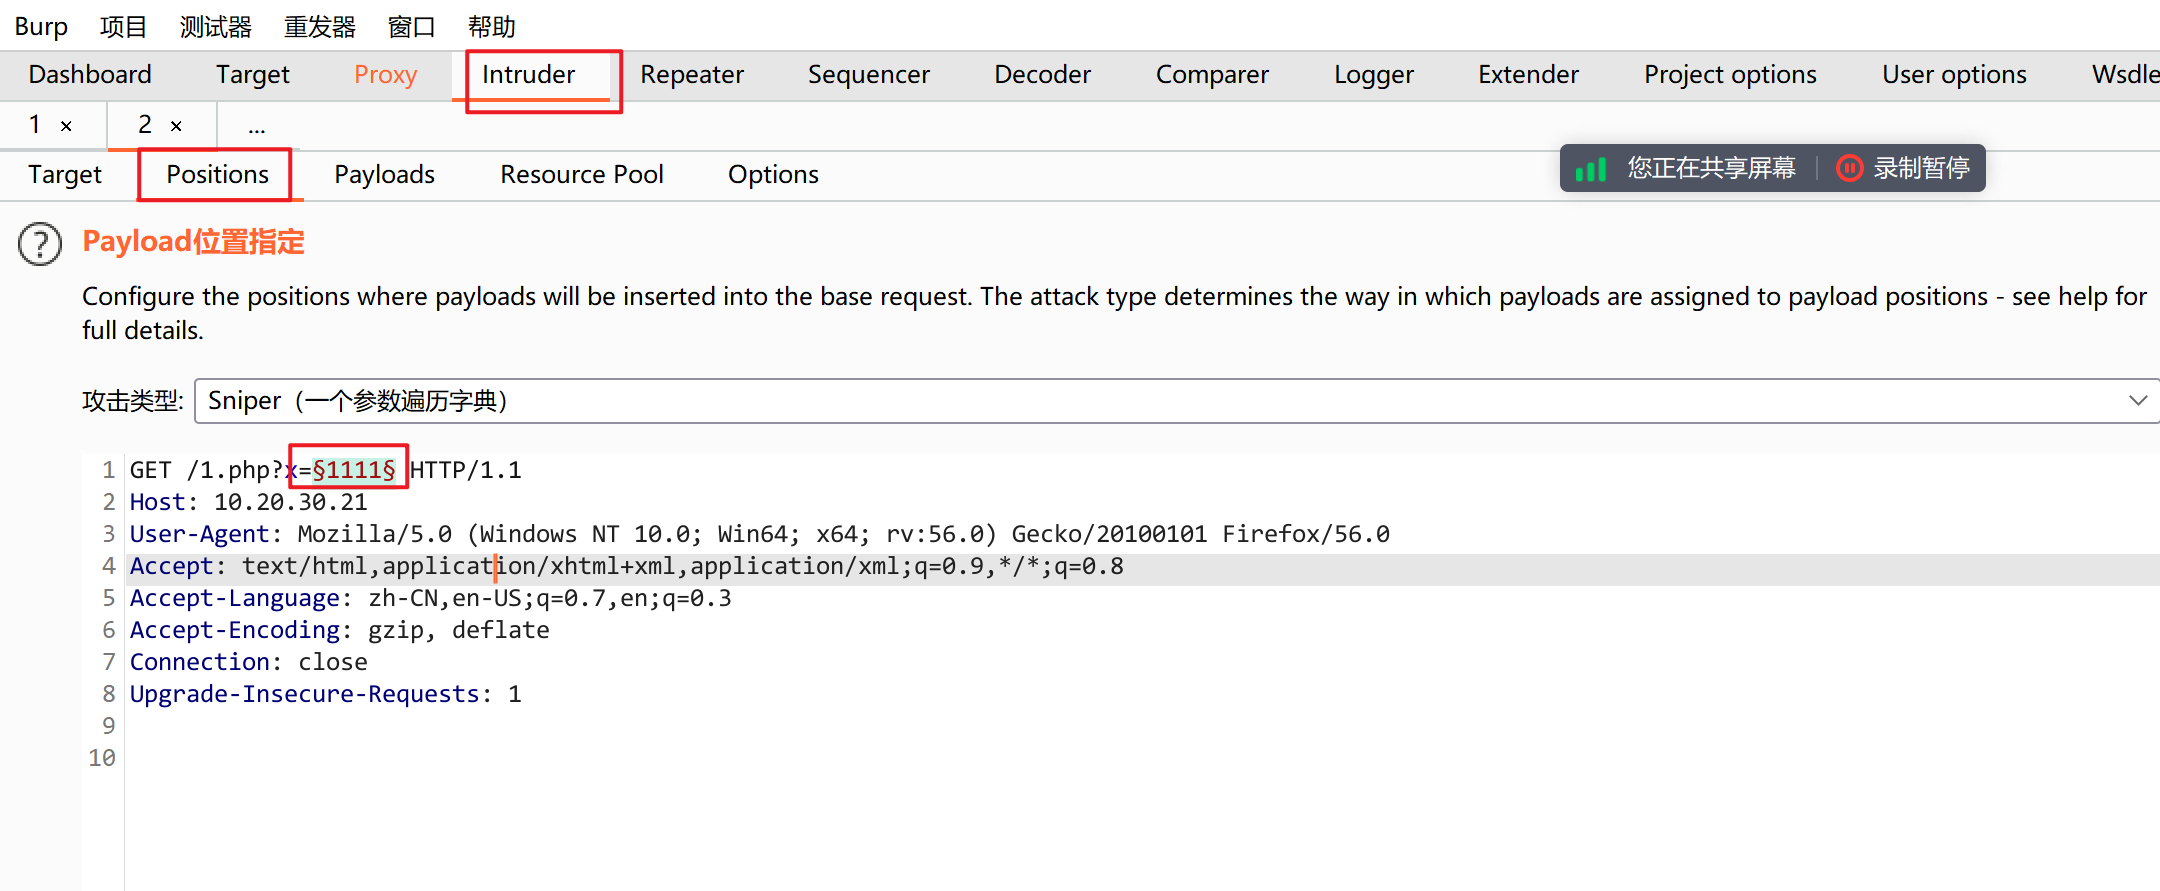 Burp 项目 测试器 重发器 窗口 帮助
Dashboard Target Proxy Intruder Repeater Sequencer Decoder Comparer Logger Extender Project options User options Wsdle
1 × 2 × ...
Target Positions Payloads Resource Pool Options
您正在共享屏幕 录制暂停
Payload位置指定
Configure the positions where payloads will be inserted into the base request. The attack type determines the way in which payloads are assigned to payload positions - see help for
full details.
攻击类型: Sniper（一个参数遍历字典）
1 GET /1.php?x=§1111§ HTTP/1.1
2 Host: 10.20.30.21
3 User-Agent: Mozilla/5.0 (Windows NT 10.0; Win64; x64; rv:56.0) Gecko/20100101 Firefox/56.0
4 Accept: text/html,application/xhtml+xml,application/xml;q=0.9,*/*;q=0.8
5 Accept-Language: zh-CN,en-US;q=0.7,en;q=0.3
6 Accept-Encoding: gzip, deflate
7 Connection: close
8 Upgrade-Insecure-Requests: 1
9
10